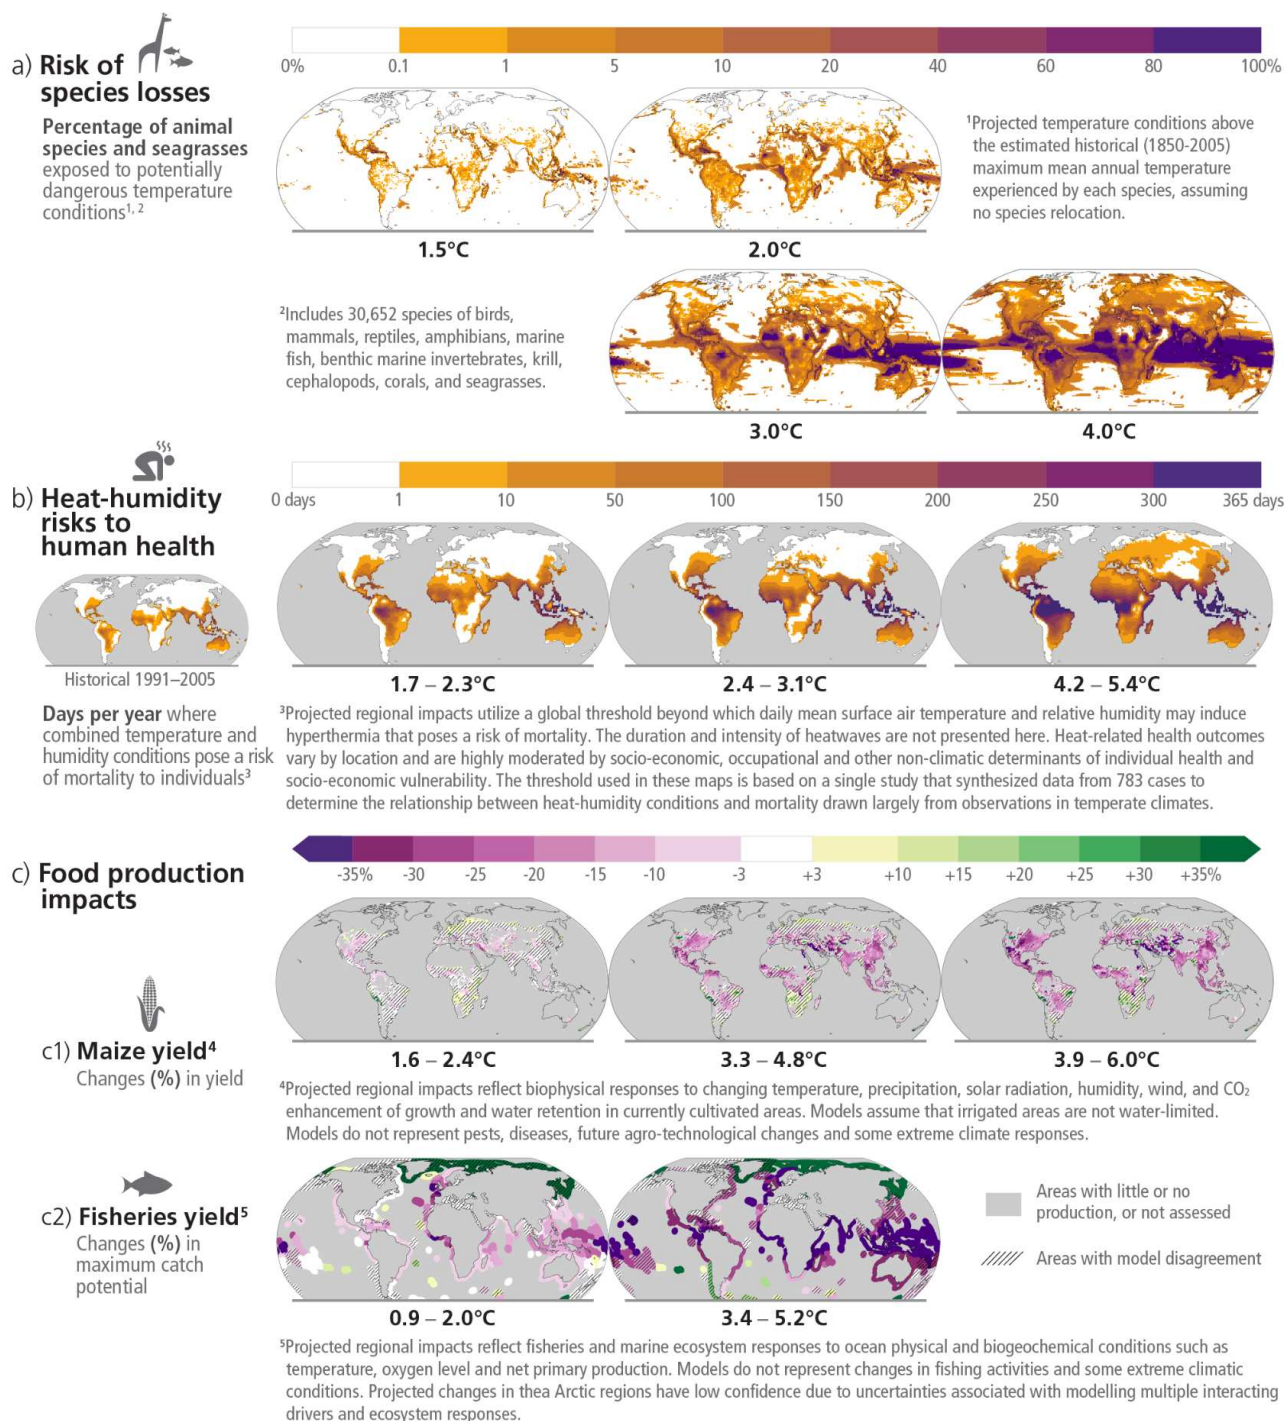 a) Risk of
species losses
Percentage of animal
species and seagrasses
exposed to potentially
dangerous temperature
conditions1, 2
0% 0.1 1 5 10 20 40 60 80 100%
1Projected temperature conditions above
the estimated historical (1850-2005)
maximum mean annual temperature
experienced by each species, assuming
no species relocation.
1.5°C 2.0°C
2Includes 30,652 species of birds,
mammals, reptiles, amphibians, marine
fish, benthic marine invertebrates, krill,
cephalopods, corals, and seagrasses.
3.0°C 4.0°C
b) Heat-humidity
risks to
human health
0 days 1 10 50 100 150 200 250 300 365 days
Historical 1991–2005
1.7 – 2.3°C 2.4 – 3.1°C 4.2 – 5.4°C
Days per year where
combined temperature and
humidity conditions pose a risk
of mortality to individuals3
3Projected regional impacts utilize a global threshold beyond which daily mean surface air temperature and relative humidity may induce
hyperthermia that poses a risk of mortality. The duration and intensity of heatwaves are not presented here. Heat-related health outcomes
vary by location and are highly moderated by socio-economic, occupational and other non-climatic determinants of individual health and
socio-economic vulnerability. The threshold used in these maps is based on a single study that synthesized data from 783 cases to
determine the relationship between heat-humidity conditions and mortality drawn largely from observations in temperate climates.
c) Food production
impacts
-35% -30 -25 -20 -15 -10 -3 +3 +10 +15 +20 +25 +30 +35%
c1) Maize yield4
Changes (%) in yield
1.6 – 2.4°C 3.3 – 4.8°C 3.9 – 6.0°C
4Projected regional impacts reflect biophysical responses to changing temperature, precipitation, solar radiation, humidity, wind, and CO2
enhancement of growth and water retention in currently cultivated areas. Models assume that irrigated areas are not water-limited.
Models do not represent pests, diseases, future agro-technological changes and some extreme climate responses.
c2) Fisheries yield5
Changes (%) in
maximum catch
potential
0.9 – 2.0°C 3.4 – 5.2°C
Areas with little or no
production, or not assessed
Areas with model disagreement
5Projected regional impacts reflect fisheries and marine ecosystem responses to ocean physical and biogeochemical conditions such as
temperature, oxygen level and net primary production. Models do not represent changes in fishing activities and some extreme climatic
conditions. Projected changes in thea Arctic regions have low confidence due to uncertainties associated with modelling multiple interacting
drivers and ecosystem responses.